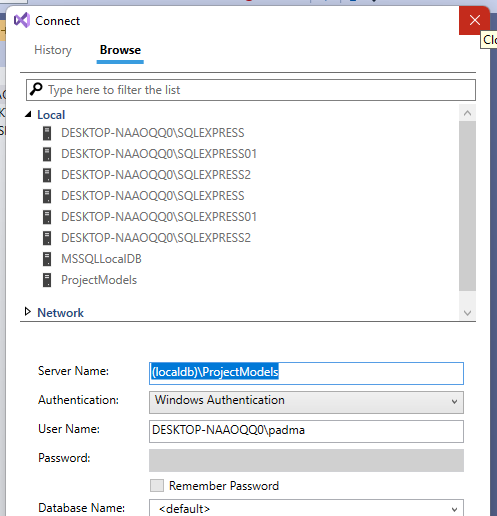 Connect
Clo
History
Browse
Type here to filter the list
Local
DESKTOP-NAAOQQ0\SQLEXPRESS
DESKTOP-NAAOQQ0\SQLEXPRESS01
DESKTOP-NAAOQQ0\SQLEXPRESS2
DESKTOP-NAAOQQ0\SQLEXPRESS
DESKTOP-NAAOQQ0\SQLEXPRESS01
DESKTOP-NAAOQQ0\SQLEXPRESS2
MSSQLLocalDB
ProjectModels
Network
Server Name: (localdb)\ProjectModels
Authentication: Windows Authentication
User Name: DESKTOP-NAAOQQ0\padma
Password:
Remember Password
Database Name: <default>